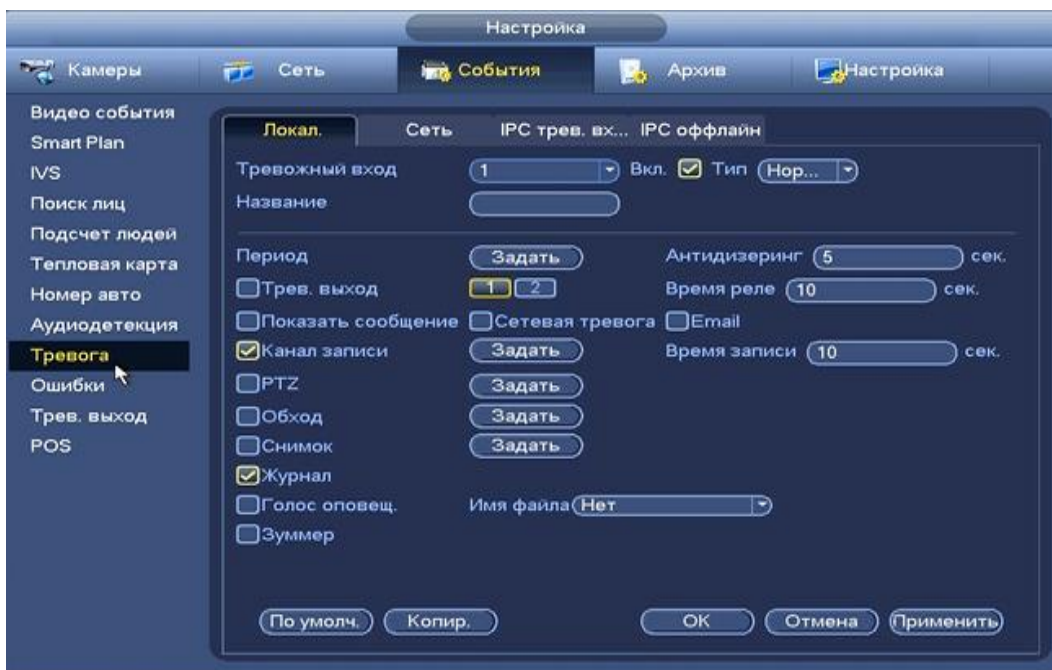 Настройка
Камеры Сеть События Архив Настройка
Видео события
Smart Plan
IVS
Поиск лиц
Подсчет людей
Тепловая карта
Номер авто
Аудиодетекция
Тревога
Ошибки
Трев. выход
POS
Локал. Сеть IPC трев. вх... IPC оффлайн
Тревожный вход 1 Вкл. Тип Нор...
Название
Период Задать Антидизеринг 5 сек.
Трев. выход 1 2 Время реле 10 сек.
Показать сообщение Сетевая тревога Email
Канал записи Задать Время записи 10 сек.
PTZ Задать
Обход Задать
Снимок Задать
Журнал
Голос оповещ. Имя файла Нет
Зуммер
По умолч. Копир. OK Отмена Применить